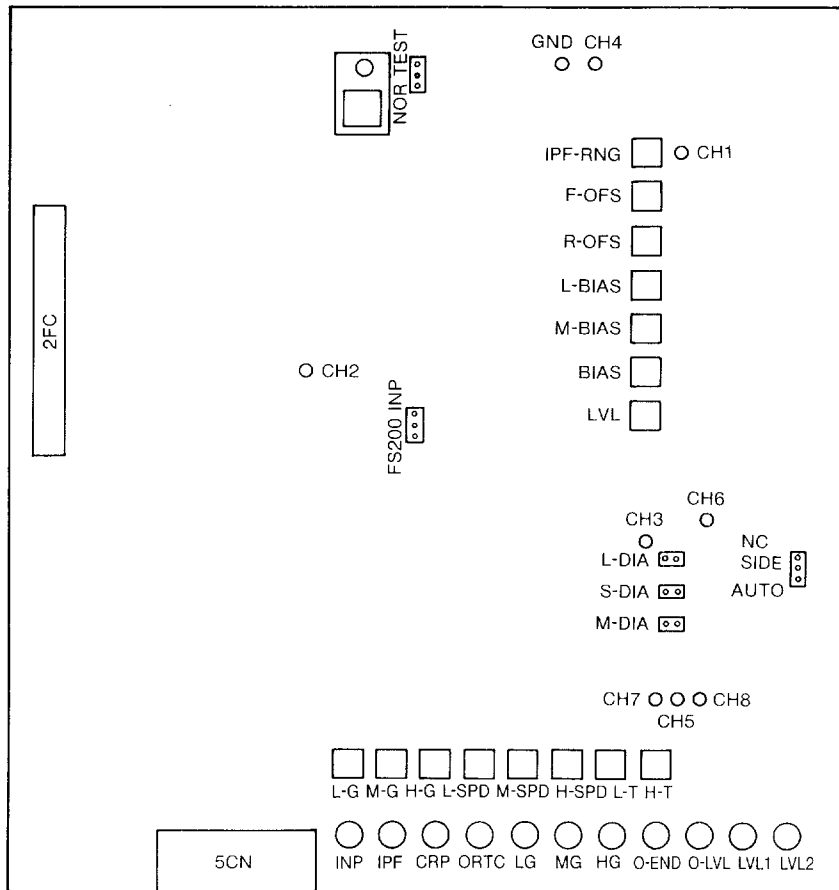 NOR TEST
GND CH4
IPF-RNG CH1
F-OFS
R-OFS
L-BIAS
M-BIAS
BIAS
LVL
2FC
CH2
FS200 INP
CH6
CH3
NC
L-DIA SIDE
S-DIA AUTO
M-DIA
CH7 CH8
CH5
L-G M-G H-G L-SPD M-SPD H-SPD L-T H-T
5CN INP IPF CRP ORTC LG MG HG O-END O-LVL LVL1 LVL2